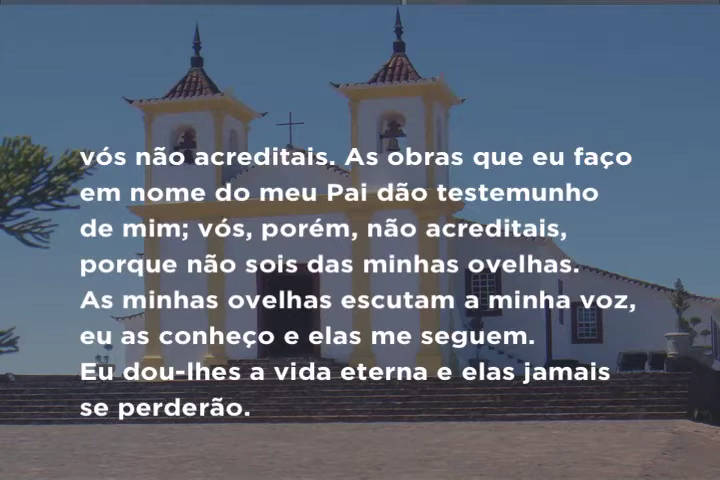 vós não acreditais. As obras que eu faço
em nome do meu Pai dão testemunho
de mim; vós, porém, não acreditais,
porque não sois das minhas ovelhas.
As minhas ovelhas escutam a minha voz,
eu as conheço e elas me seguem.
Eu dou-lhes a vida eterna e elas jamais
se perderão.